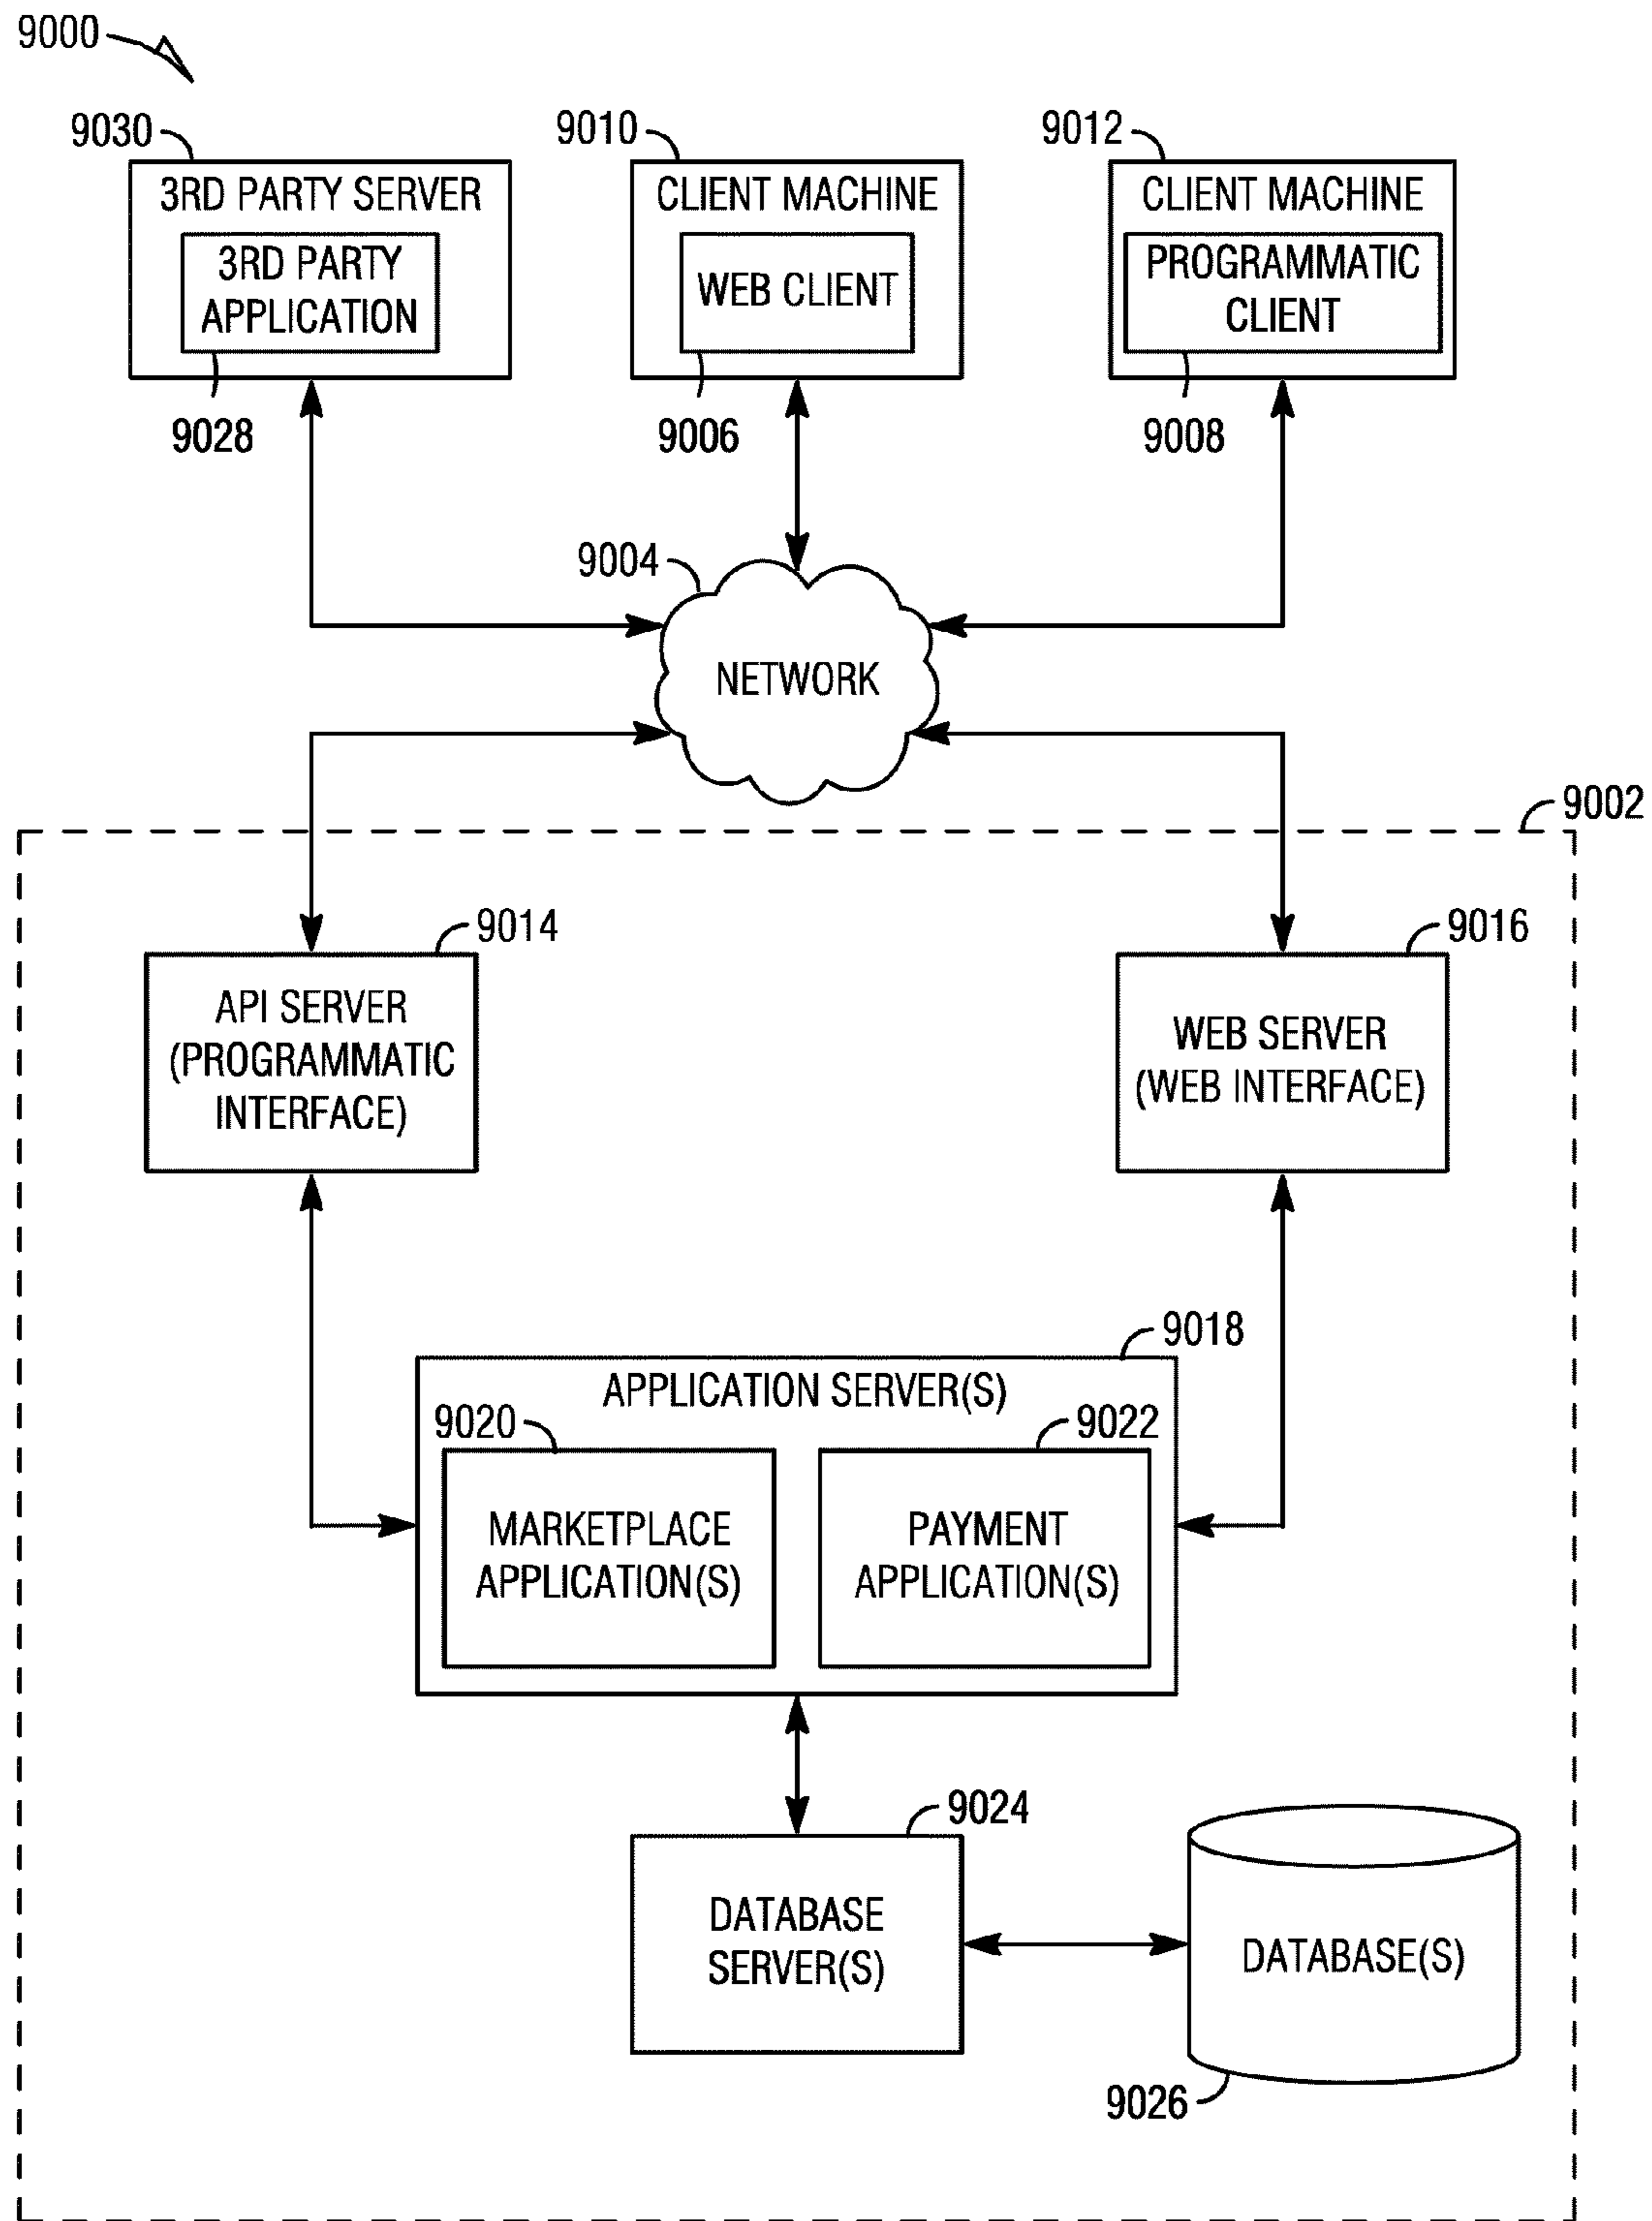 9000
9030
9010
9012
3RD PARTY SERVER
CLIENT MACHINE
CLIENT MACHINE
3RD PARTY
APPLICATION
WEB CLIENT
PROGRAMMATIC
CLIENT
9028
9006
9008
9004
NETWORK
9002
9014
9016
API SERVER
(PROGRAMMATIC
INTERFACE)
WEB SERVER
(WEB INTERFACE)
9018
APPLICATION SERVER(S)
9020
9022
MARKETPLACE
APPLICATION(S)
PAYMENT
APPLICATION(S)
9024
DATABASE
SERVER(S)
DATABASE(S)
9026